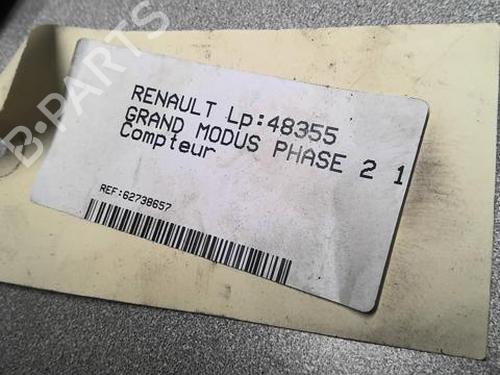 B-PARTS
RENAULT Lp:48355
GRAND MODUS PHASE 2 1
Compteur
REF:62738657